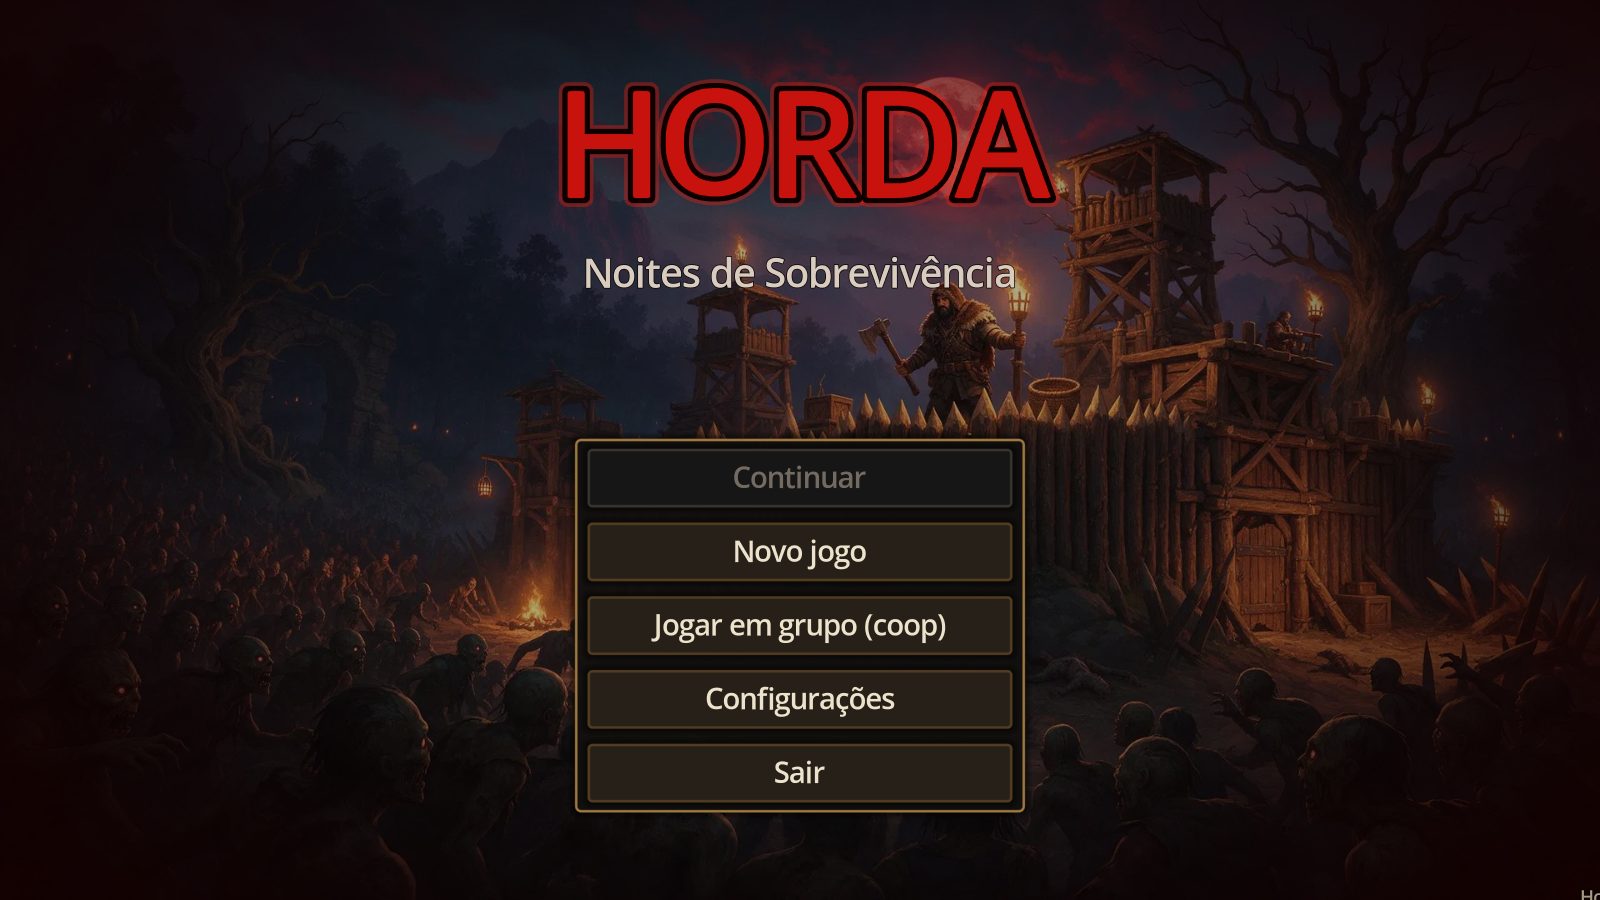 HORDA
Noites de Sobrevivência
Continuar
Novo jogo
Jogar em grupo (coop)
Configurações
Sair